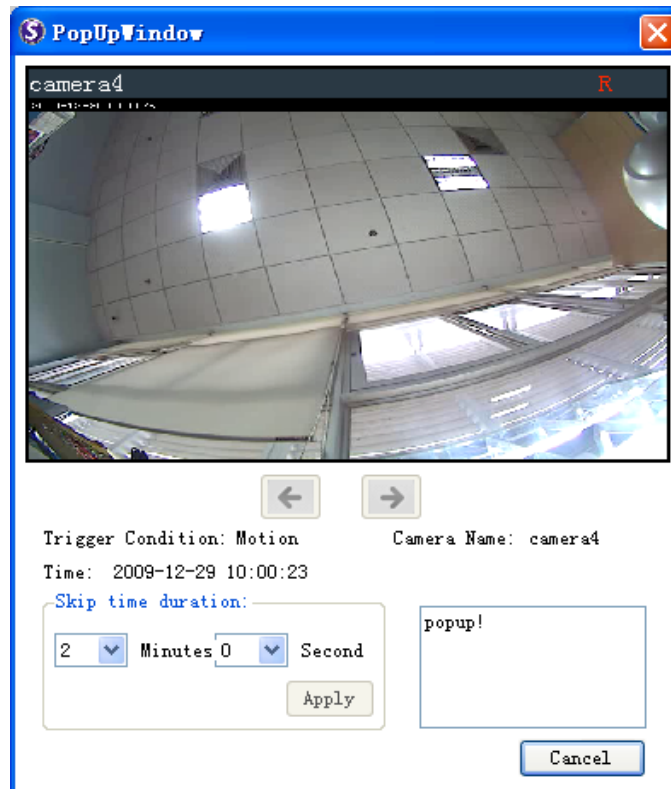 PopUpWindow
camera4 R
Trigger Condition: Motion Camera Name: camera4
Time: 2009-12-29 10:00:23
Skip time duration:
2 Minutes 0 Second
Apply
popup!
Cancel